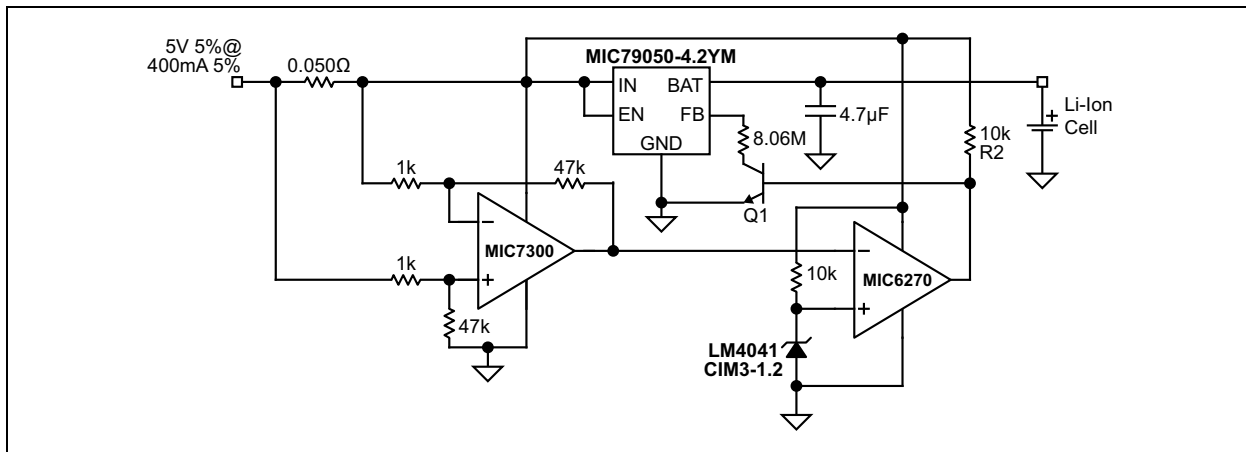 5V 5%@
400mA 5%
0.050Ω
MIC79050-4.2YM
IN
BAT
EN
FB
GND
4.7µF
Li-Ion
Cell
+
8.06M
10k
R2
1k
47k
Q1
−
MIC7300
+
1k
47k
10k
−
MIC6270
+
LM4041
CIM3-1.2